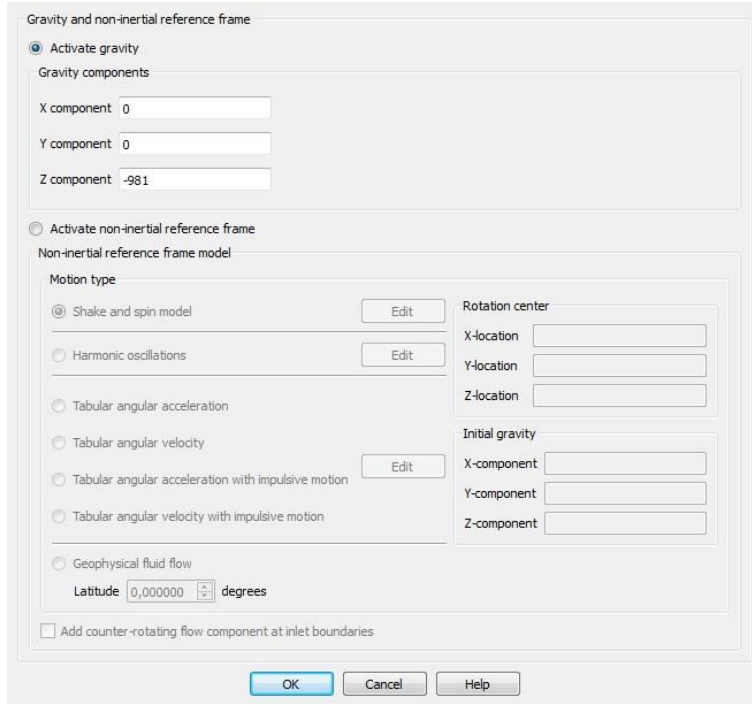 Gravity and non-inertial reference frame
Activate gravity
Gravity components
X component 0
Y component 0
Z component -981
Activate non-inertial reference frame
Non-inertial reference frame model
Motion type
Shake and spin model Edit
Harmonic oscillations Edit
Tabular angular acceleration
Tabular angular velocity
Tabular angular acceleration with impulsive motion Edit
Tabular angular velocity with impulsive motion
Geophysical fluid flow
Latitude 0,000000 degrees
Rotation center
X-location
Y-location
Z-location
Initial gravity
X-component
Y-component
Z-component
Add counter-rotating flow component at inlet boundaries
OK Cancel Help